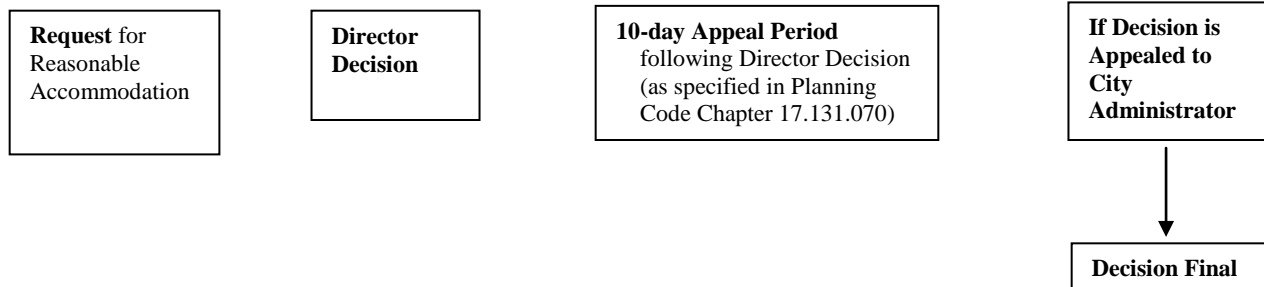 Request for
Reasonable
Accommodation
Director
Decision
10-day Appeal Period
following Director Decision
(as specified in Planning
Code Chapter 17.131.070)
If Decision is
Appealed to
City
Administrator
Decision Final